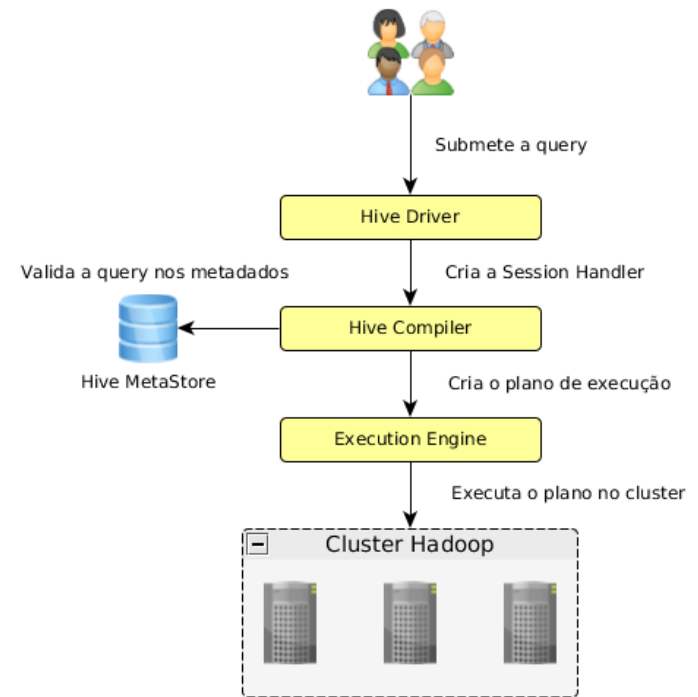 Submete a query
Hive Driver
Valida a query nos metadados
Cria a Session Handler
Hive Compiler
Hive MetaStore
Cria o plano de execução
Execution Engine
Executa o plano no cluster
Cluster Hadoop